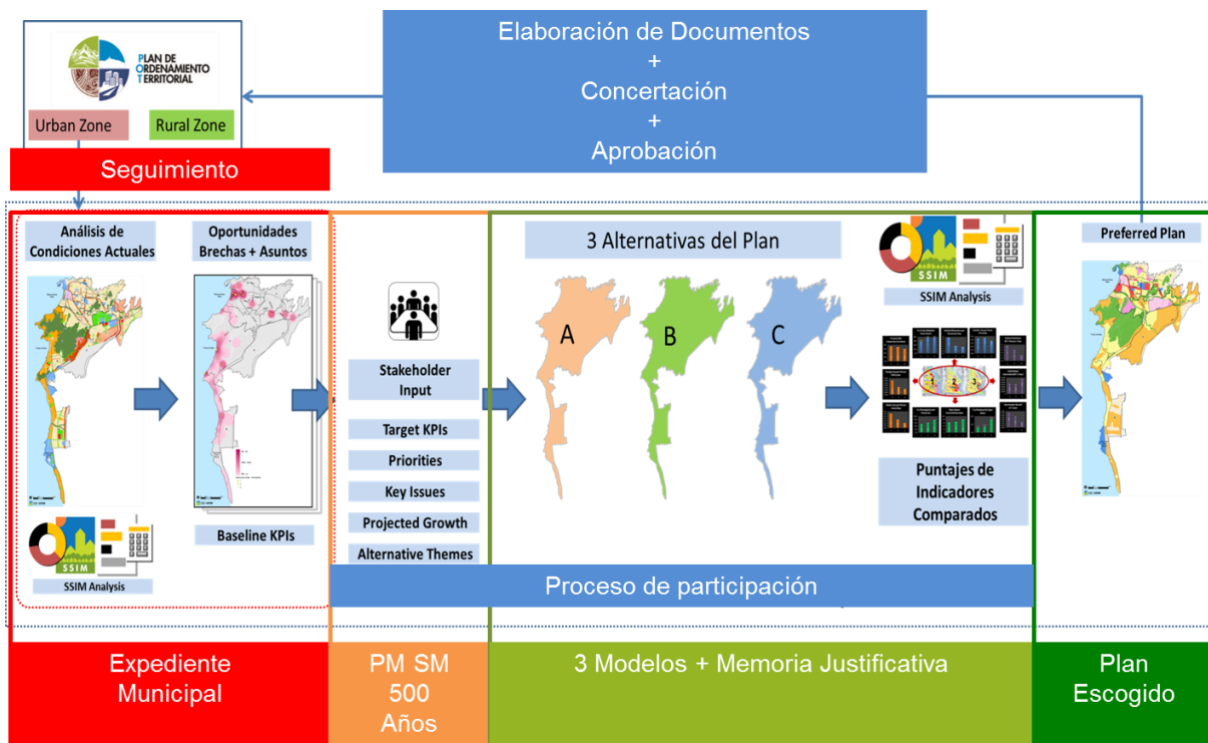 PLAN DE
ORDENAMIENTO
TERRITORIAL
Urban Zone
Rural Zone
Seguimiento
Elaboración de Documentos
+
Concertación
+
Aprobación
Análisis de
Condiciones Actuales
SSIM
SSIM Analysis
Oportunidades
Brechas + Asuntos
Baseline KPIs
Stakeholder
Input
Target KPIs
Priorities
Key Issues
Projected Growth
Alternative Themes
3 Alternativas del Plan
A
B
C
SSIM
SSIM Analysis
1
2
3
Puntajes de
Indicadores
Comparados
Preferred Plan
Proceso de participación
Expediente
Municipal
PM SM
500
Años
3 Modelos + Memoria Justificativa
Plan
Escogido